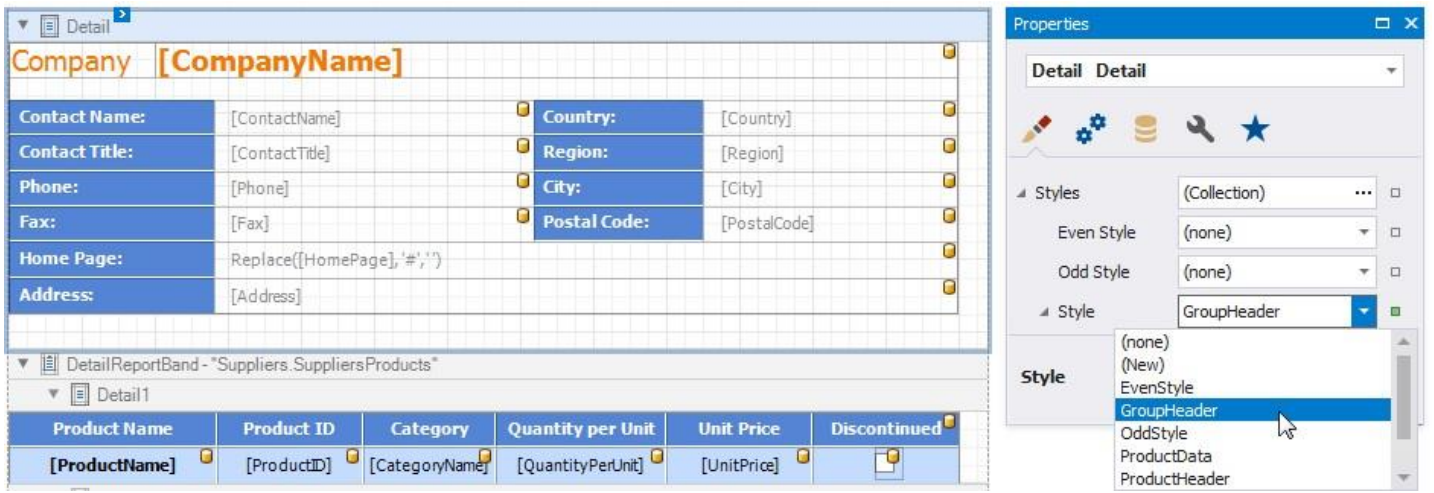 Detail
Company [CompanyName]
Contact Name: [ContactName] Country: [Country]
Contact Title: [ContactTitle] Region: [Region]
Phone: [Phone] City: [City]
Fax: [Fax] Postal Code: [PostalCode]
Home Page: Replace([HomePage],'#','')
Address: [Address]
DetailReportBand - "Suppliers.SuppliersProducts"
Detail1
Product Name Product ID Category Quantity per Unit Unit Price Discontinued
[ProductName] [ProductID] [CategoryName] [QuantityPerUnit] [UnitPrice]
Properties
Detail Detail
Styles (Collection) ...
Even Style (none)
Odd Style (none)
Style GroupHeader
Style
(none)
(New)
EvenStyle
GroupHeader
OddStyle
ProductData
ProductHeader